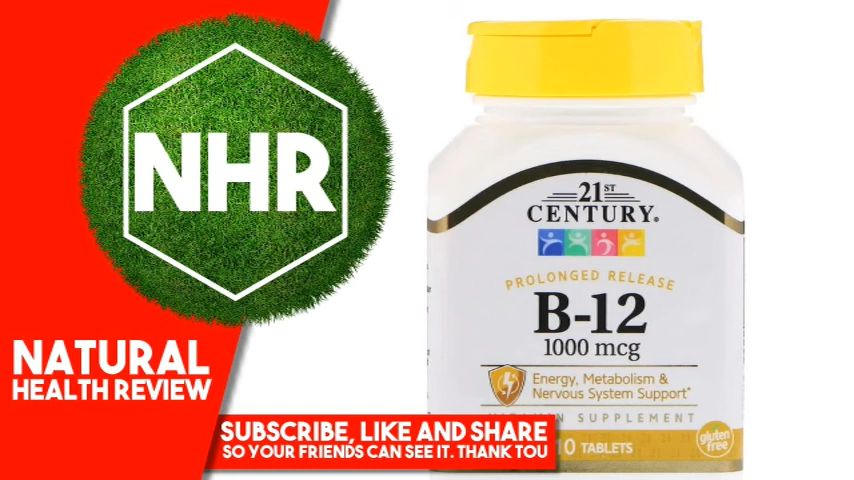 NHR
NATURAL
HEALTH REVIEW
21ST
CENTURY®
PROLONGED RELEASE
B-12
1000 mcg
Energy, Metabolism &
Nervous System Support*
SUPPLEMENT
TABLETS
gluten
free
SUBSCRIBE, LIKE AND SHARE
SO YOUR FRIENDS CAN SEE IT. THANK TOU